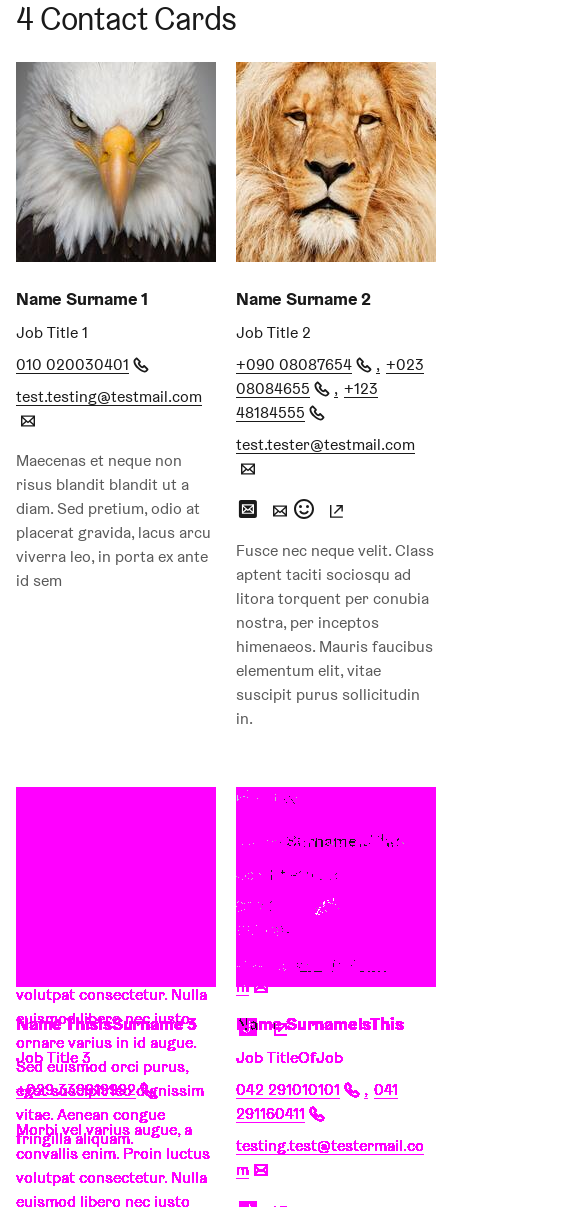 4 Contact Cards
Name Surname 1
Job Title 1
010 020030401
test.testing@testmail.com
Maecenas et neque non
risus blandit blandit ut a
diam. Sed pretium, odio at
placerat gravida, lacus arcu
viverra leo, in porta ex ante
id sem
Name Surname 2
Job Title 2
+090 08087654 , +023
08084655 , +123
48184555
test.tester@testmail.com
Fusce nec neque velit. Class
aptent taciti sociosqu ad
litora torquent per conubia
nostra, per inceptos
himenaeos. Mauris faucibus
elementum elit, vitae
suscipit purus sollicitudin
in.
volutpat consectetur. Nulla
euismod libero nec justo
Name ThisIsSurname 3
ornare varius in id augue.
Job Title 3
Sed euismod orci purus,
dignissim
vitae. Aenean congue
Morbi vel varius augue, a
fringilla aliquam.
convallis enim. Proin luctus
volutpat consectetur. Nulla
euismod libero nec justo
Surname
m
Name SurnameIsThis
Job TitleOfJob
042 291010101 , 041
291160411
testing.test@testermail.co
m